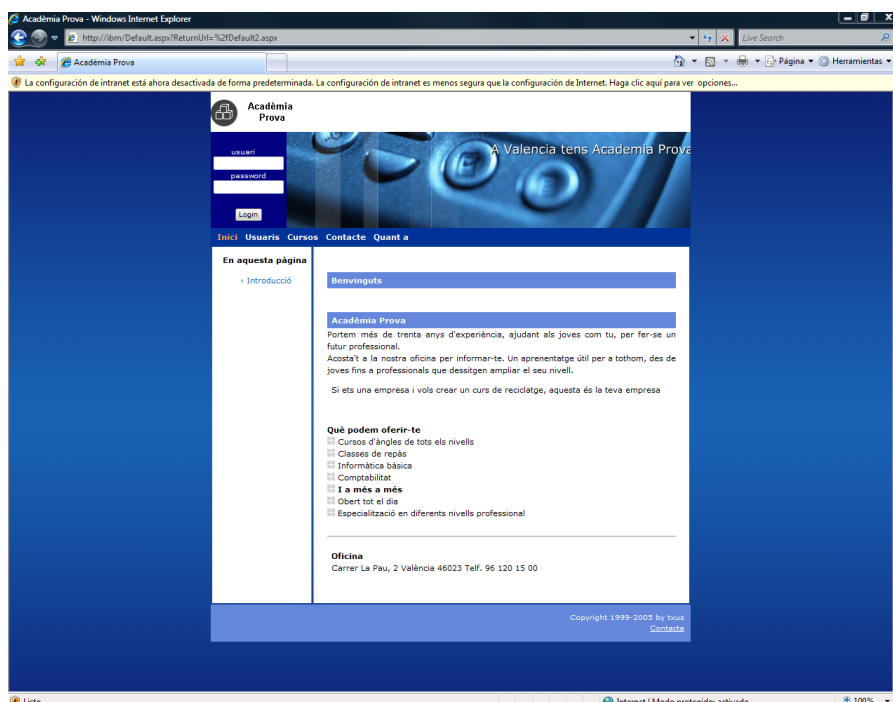 Acadèmia Prova - Windows Internet Explorer
http://ibm/Default.aspx?ReturnUrl=%2fDefault2.aspx
Live Search
Acadèmia Prova
Página
Herramientas
La configuración de intranet está ahora desactivada de forma predeterminada. La configuración de intranet es menos segura que la configuración de Internet. Haga clic aquí para ver opciones...
Acadèmia
Prova
usuari
password
Login
A Valencia tens Academía Prova
Inici Usuaris Cursos Contacte Quant a
En aquesta pàgina
› Introducció
Benvinguts
Acadèmia Prova
Portem més de trenta anys d'experiència, ajudant als joves com tu, per fer-se un
futur professional.
Acosta't a la nostra oficina per informar-te. Un aprenentatge útil per a tothom, des de
joves fins a professionals que dessitgen ampliar el seu nivell.
Si ets una empresa i vols crear un curs de reciclatge, aquesta és la teva empresa
Què podem oferir-te
Cursos d'àngles de tots els nivells
Classes de repàs
Informàtica bàsica
Comptabilitat
I a més a més
Obert tot el dia
Especialització en diferents nivells professional
Oficina
Carrer La Pau, 2 València 46023 Telf. 96 120 15 00
Copyright 1999-2005 by txus
Contacta
Listo
Internet | Modo protegido: activado
100%